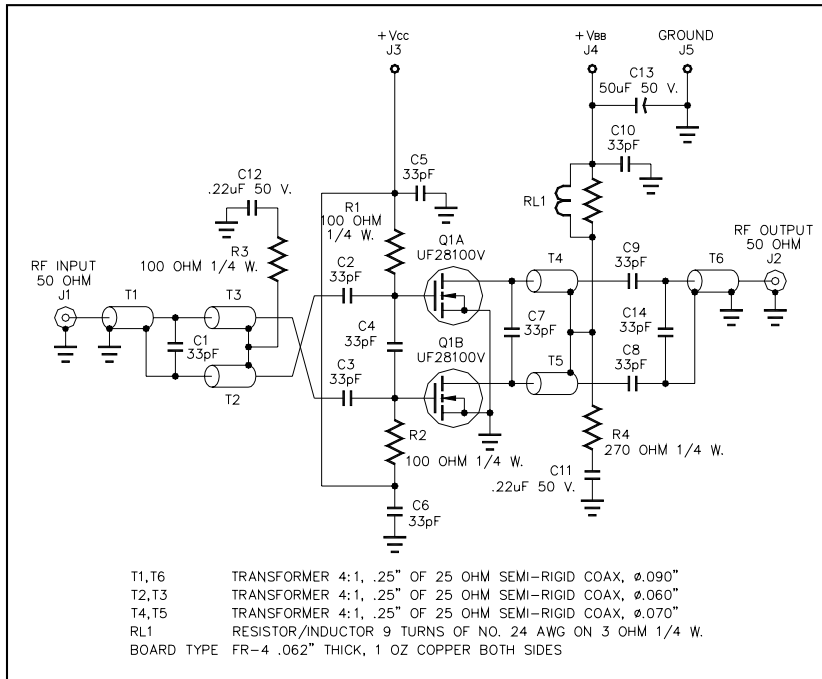 +VCC
J3
+VBB
J4
GROUND
J5
C13
50uF 50 V.
C10
33pF
C5
33pF
C12
.22uF 50 V.
R1
100 OHM
1/4 W.
RL1
Q1A
UF28100V
R3
100 OHM 1/4 W.
C2
33pF
T4
C9
33pF
T6
RF OUTPUT
50 OHM
J2
RF INPUT
50 OHM
J1
T1
T3
C1
33pF
C4
33pF
C7
33pF
C14
33pF
Q1B
UF28100V
C3
33pF
T5
C8
33pF
T2
R2
100 OHM 1/4 W.
R4
270 OHM 1/4 W.
C11
.22uF 50 V.
C6
33pF
T1,T6 TRANSFORMER 4:1, .25" OF 25 OHM SEMI-RIGID COAX, ø.090"
T2,T3 TRANSFORMER 4:1, .25" OF 25 OHM SEMI-RIGID COAX, ø.060"
T4,T5 TRANSFORMER 4:1, .25" OF 25 OHM SEMI-RIGID COAX, ø.070"
RL1 RESISTOR/INDUCTOR 9 TURNS OF NO. 24 AWG ON 3 OHM 1/4 W.
BOARD TYPE FR-4 .062" THICK, 1 OZ COPPER BOTH SIDES